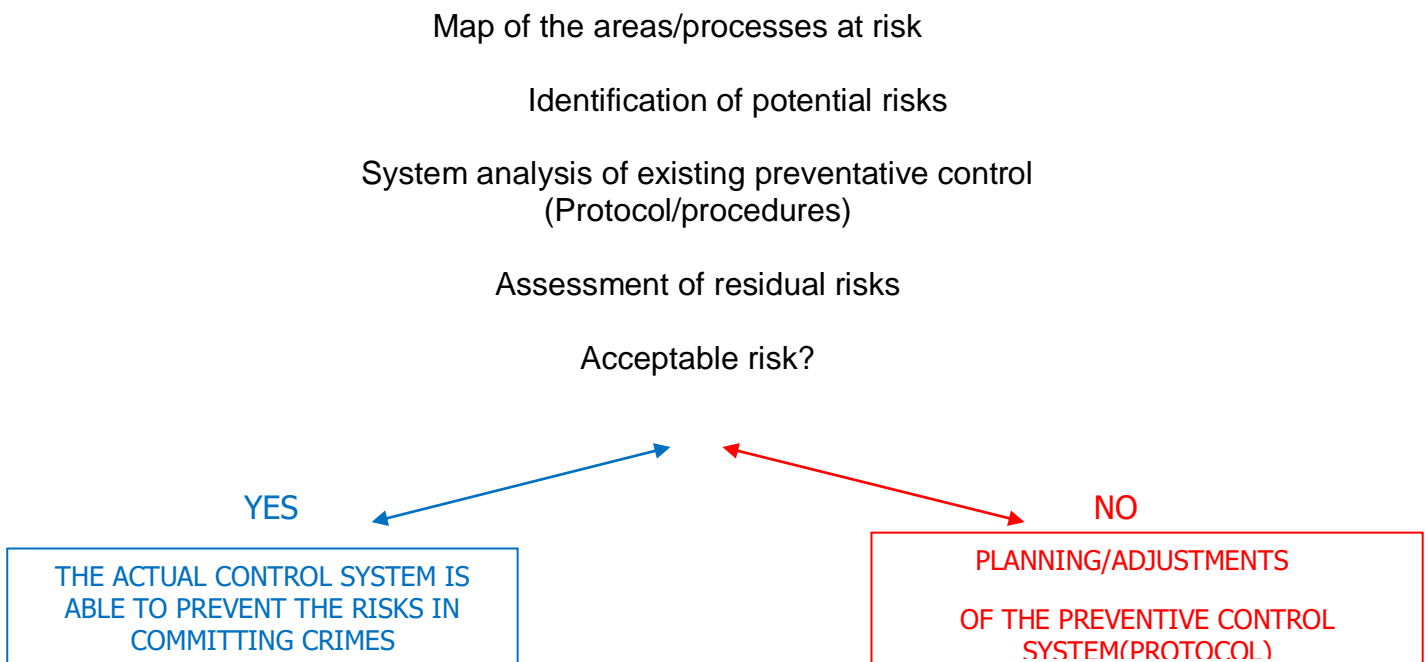 Map of the areas/processes at risk
Identification of potential risks
System analysis of existing preventative control
(Protocol/procedures)
Assessment of residual risks
Acceptable risk?
YES
NO
THE ACTUAL CONTROL SYSTEM IS
ABLE TO PREVENT THE RISKS IN
COMMITTING CRIMES
PLANNING/ADJUSTMENTS
OF THE PREVENTIVE CONTROL
SYSTEM(PROTOCOL)